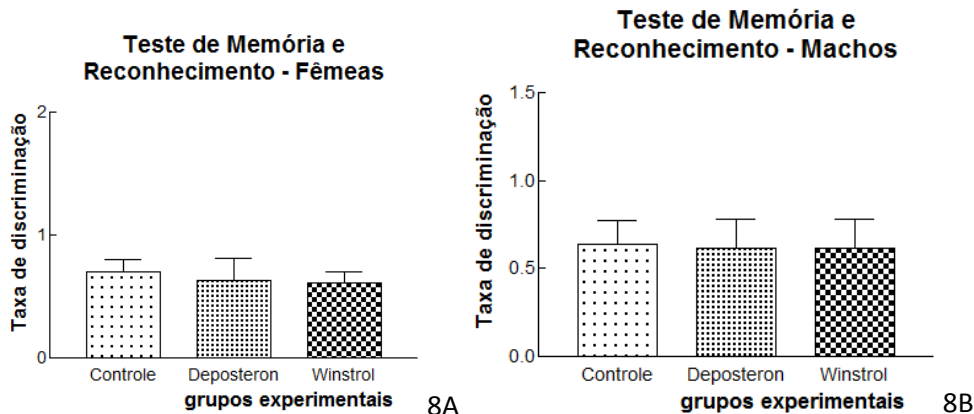 Teste de Memória e
Reconhecimento - Fêmeas
Taxa de discriminação
2
1
0
Controle Deposteron Winstrol
grupos experimentais
8A
Teste de Memória e
Reconhecimento - Machos
Taxa de discriminação
1.5
1.0
0.5
0.0
Controle Deposteron Winstrol
grupos experimentais
8B